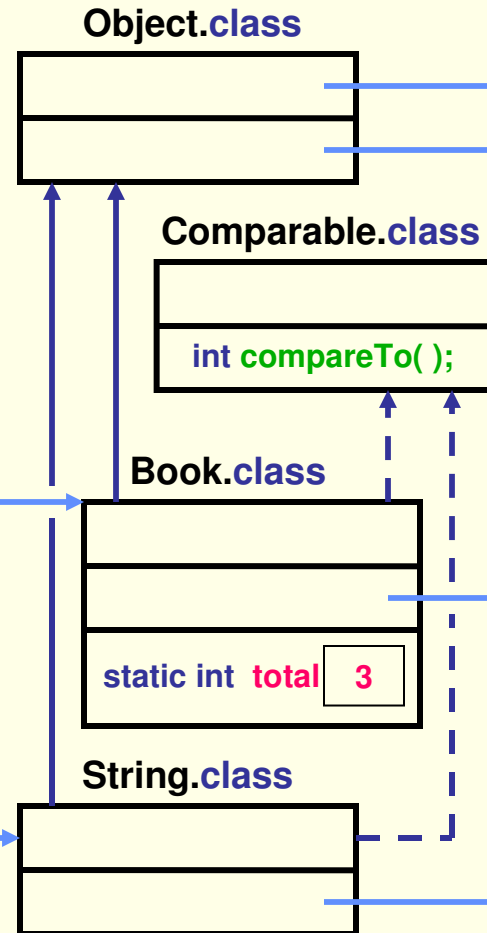 Object.class
Comparable.class
int compareTo( );
Book.class
static int total 3
String.class